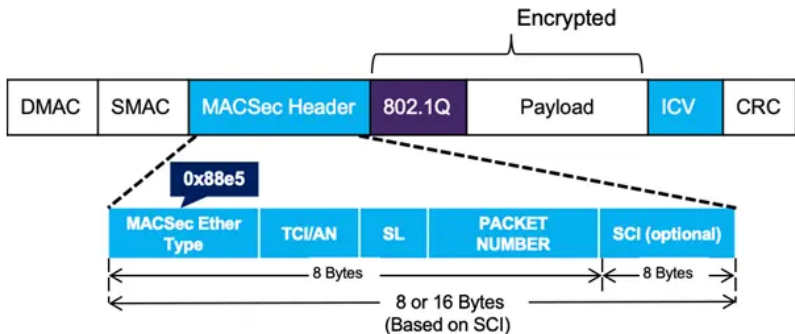 Encrypted
DMAC SMAC MACSec Header 802.1Q Payload ICV CRC
0x88e5
MACSec Ether
Type
TCI/AN SL
PACKET
NUMBER
SCI (optional)
8 Bytes 8 Bytes
8 or 16 Bytes
(Based on SCI)